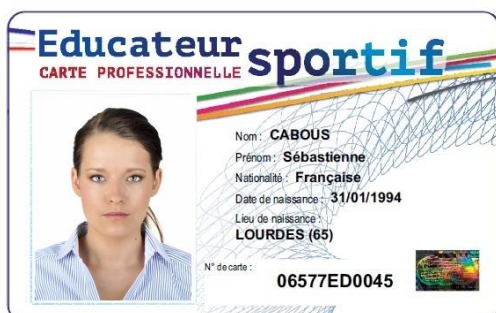 Educateur sportif
CARTE PROFESSIONNELLE
Nom : CABOUS
Prénom : Sébastienne
Nationalité : Française
Date de naissance : 31/01/1994
Lieu de naissance :
LOURDES (65)
N° de carte :
06577ED0045